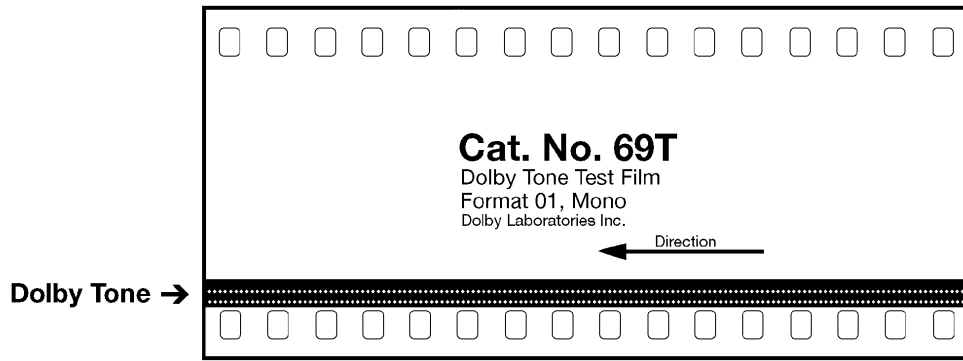 Cat. No. 69T
Dolby Tone Test Film
Format 01, Mono
Dolby Laboratories Inc.
Direction
Dolby Tone →